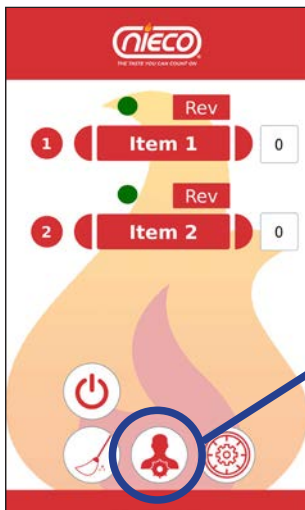 NIECO
THE TASTE YOU CAN COUNT ON
Rev
1 Item 1 0
Rev
2 Item 2 0